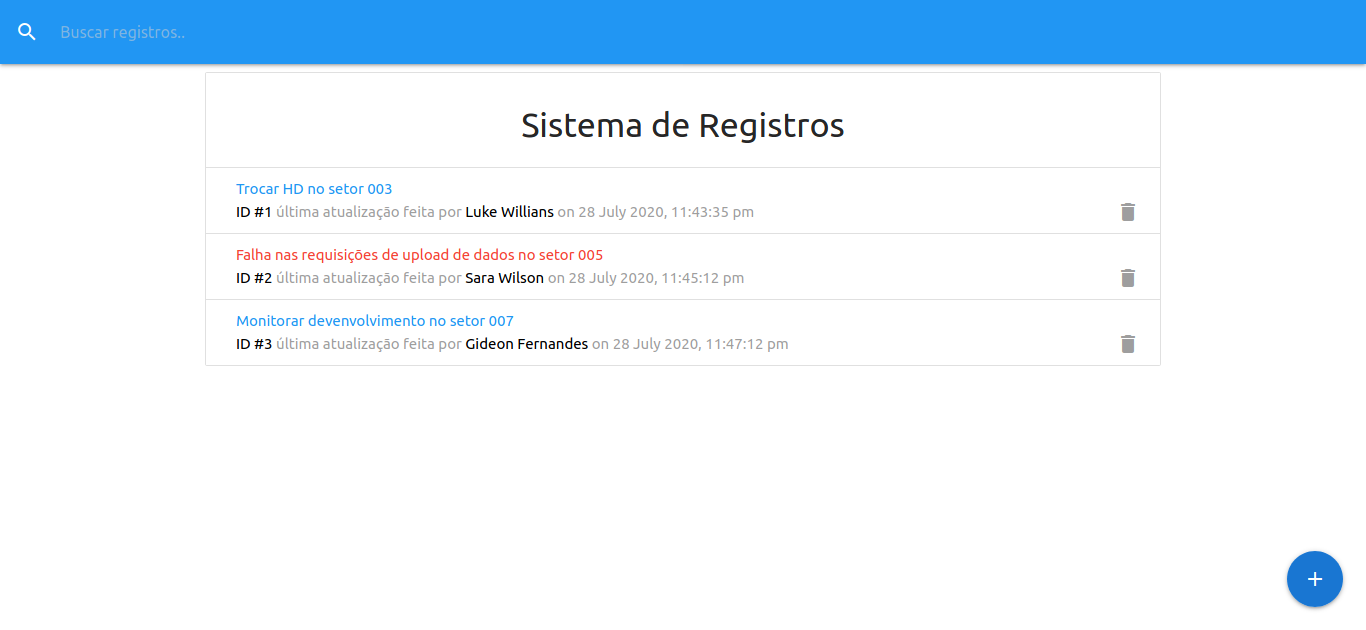 Buscar registros..
Sistema de Registros
Trocar HD no setor 003
ID #1 última atualização feita por Luke Willians on 28 July 2020, 11:43:35 pm
Falha nas requisições de upload de dados no setor 005
ID #2 última atualização feita por Sara Wilson on 28 July 2020, 11:45:12 pm
Monitorar devenvolvimento no setor 007
ID #3 última atualização feita por Gideon Fernandes on 28 July 2020, 11:47:12 pm